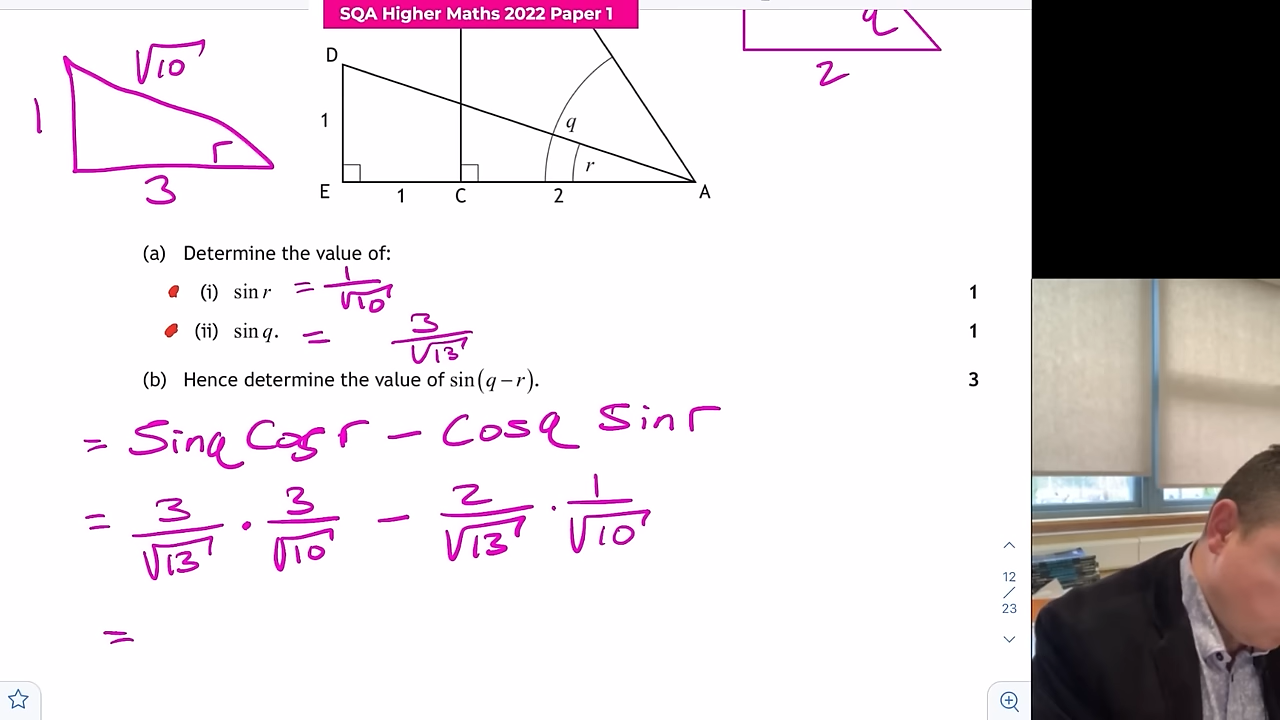 SQA Higher Maths 2022 Paper 1
√10
1
r
3
D
1
q
r
E 1 C 2 A
q
2
(a) Determine the value of:
(i) sin r = 1/√10 1
(ii) sin q. = 3/√13 1
(b) Hence determine the value of sin(q – r). 3
= Sinq Cos r – Cosq Sin r
= 3/√13 · 3/√10 – 2/√13 · 1/√10
=
12
/
23